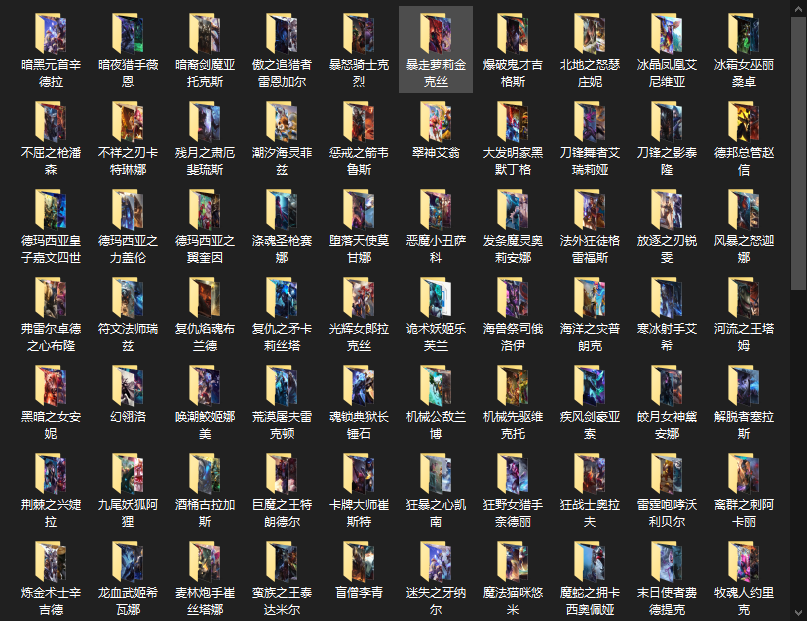 暗黑元首辛
德拉
暗夜猎手薇
恩
暗裔剑魔亚
托克斯
傲之追猎者
雷恩加尔
暴怒骑士克
烈
暴走萝莉金
克丝
爆破鬼才吉
格斯
北地之怒瑟
庄妮
冰晶凤凰艾
尼维亚
冰霜女巫丽
桑卓
不屈之枪潘
森
不祥之刃卡
特琳娜
残月之肃厄
斐琉斯
潮汐海灵菲
兹
惩戒之箭韦
鲁斯
翠神艾翁
大发明家黑
默丁格
刀锋舞者艾
瑞莉娅
刀锋之影泰
隆
德邦总管赵
信
德玛西亚皇
子嘉文四世
德玛西亚之
力盖伦
德玛西亚之
翼奎因
涤魂圣枪赛
娜
堕落天使莫
甘娜
恶魔小丑萨
科
发条魔灵奥
莉安娜
法外狂徒格
雷福斯
放逐之刃锐
雯
风暴之怒迦
娜
弗雷尔卓德
之心布隆
符文法师瑞
兹
复仇焰魂布
兰德
复仇之矛卡
莉丝塔
光辉女郎拉
克丝
诡术妖姬乐
芙兰
海兽祭司俄
洛伊
海洋之灾普
朗克
寒冰射手艾
希
河流之王塔
姆
黑暗之女安
妮
幻翎洛
唤潮鲛姬娜
美
荒漠屠夫雷
克顿
魂锁典狱长
锤石
机械公敌兰
博
机械先驱维
克托
疾风剑豪亚
索
皎月女神黛
安娜
解脱者塞拉
斯
荆棘之兴婕
拉
九尾妖狐阿
狸
酒桶古拉加
斯
巨魔之王特
朗德尔
卡牌大师崔
斯特
狂暴之心凯
南
狂野女猎手
奈德丽
狂战士奥拉
夫
雷霆咆哮沃
利贝尔
离群之刺阿
卡丽
炼金术士辛
吉德
龙血武姬希
瓦娜
麦林炮手崔
丝塔娜
蛮族之王泰
达米尔
盲僧李青
迷失之牙纳
尔
魔法猫咪悠
米
魔蛇之拥卡
西奥佩娅
末日使者费
德提克
牧魂人约里
克